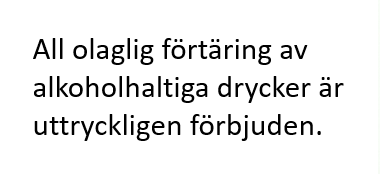 All olaglig förtäring av
alkoholhaltiga drycker är
uttryckligen förbjuden.